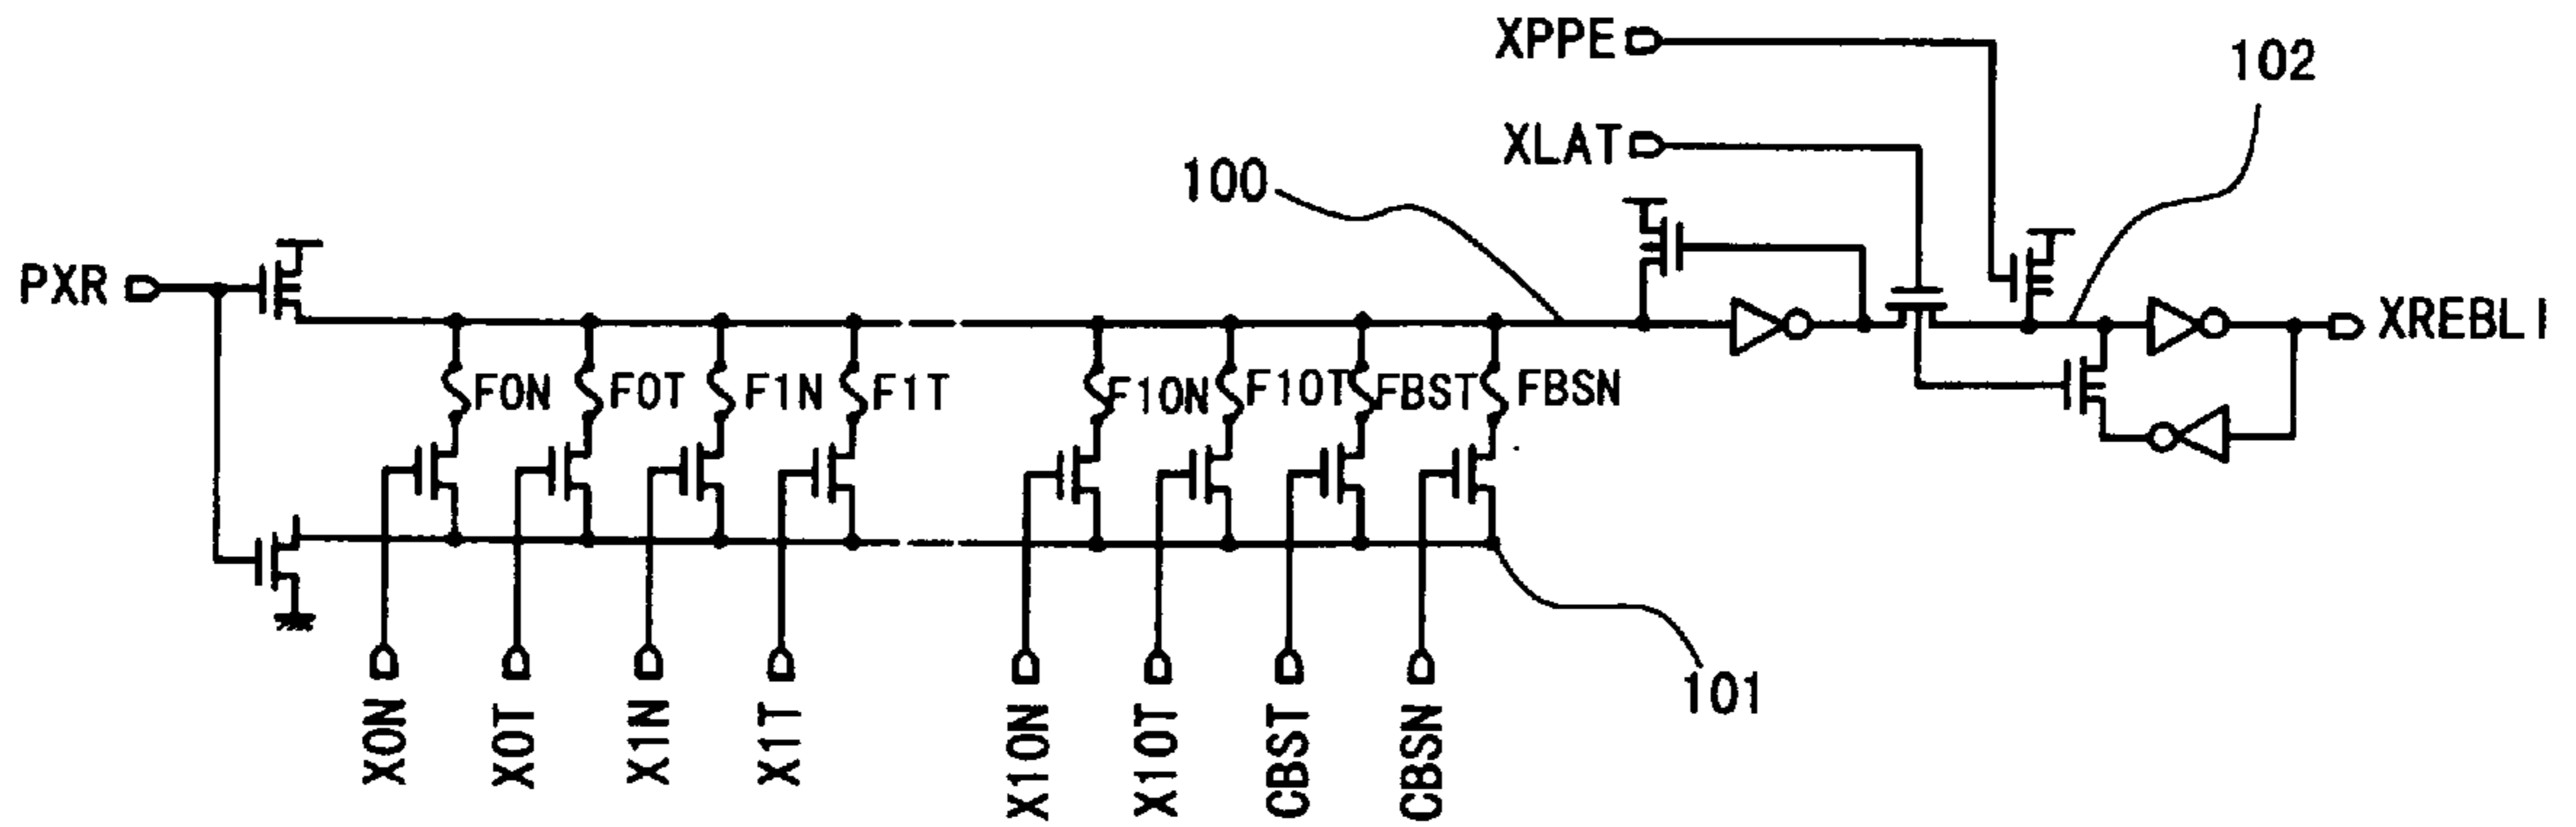 XPPE
102
XLAT
100
PXR
XREBLI
F0N
F0T
F1N
F1T
F10N
F10T
FBST
FBSN
101
X0N
X0T
X1N
X1T
X10N
X10T
CBST
CBSN